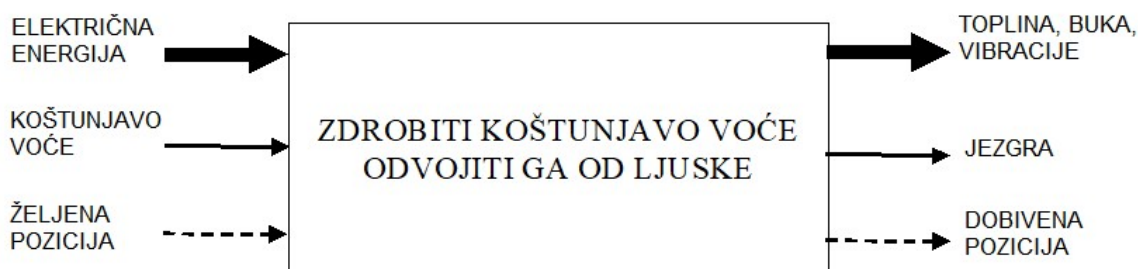 ELEKTRIČNA
ENERGIJA
KOŠTUNJAVO
VOĆE
ŽELJENA
POZICIJA
ZDROBITI KOŠTUNJAVO VOĆE
ODVOJITI GA OD LJUSKE
TOPLINA, BUKA,
VIBRACIJE
JEZGRA
DOBIVENA
POZICIJA